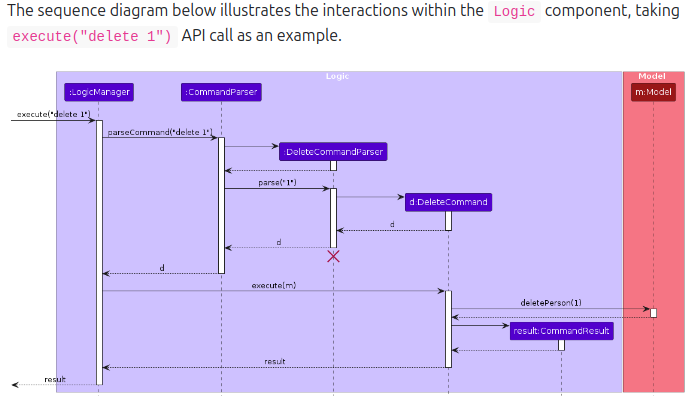 The sequence diagram below illustrates the interactions within the Logic component, taking
execute("delete 1") API call as an example.
Logic
Model
:LogicManager
:CommandParser
m:Model
execute("delete 1")
parseCommand("delete 1")
:DeleteCommandParser
parse("1")
d:DeleteCommand
d
d
d
execute(m)
deletePerson(1)
result:CommandResult
result
result